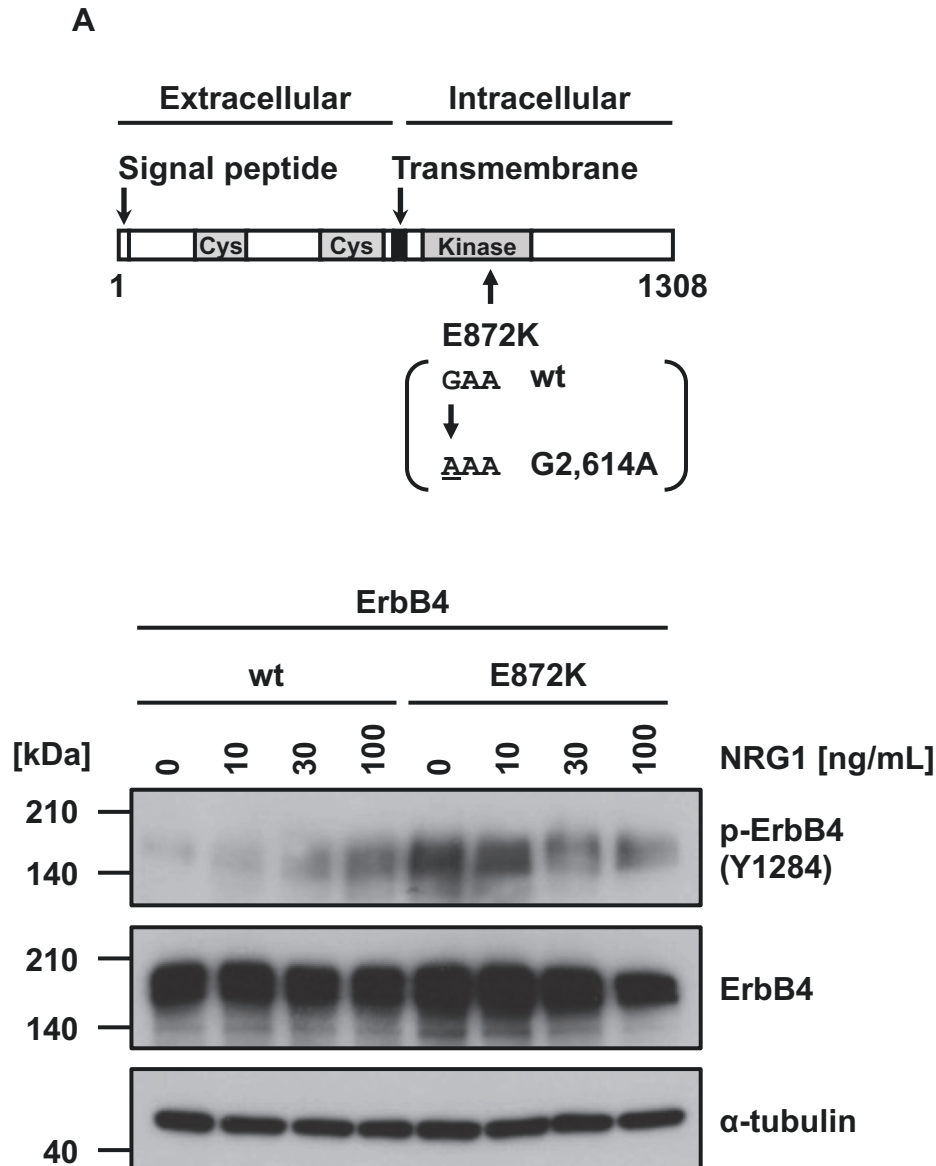 A
Extracellular Intracellular
Signal peptide Transmembrane
Cys Cys Kinase
1 1308
E872K
GAA wt
AAA G2,614A
ErbB4
wt E872K
[kDa] 0 10 30 100 0 10 30 100 NRG1 [ng/mL]
210
p-ErbB4
140 (Y1284)
210
ErbB4
140
α-tubulin
40